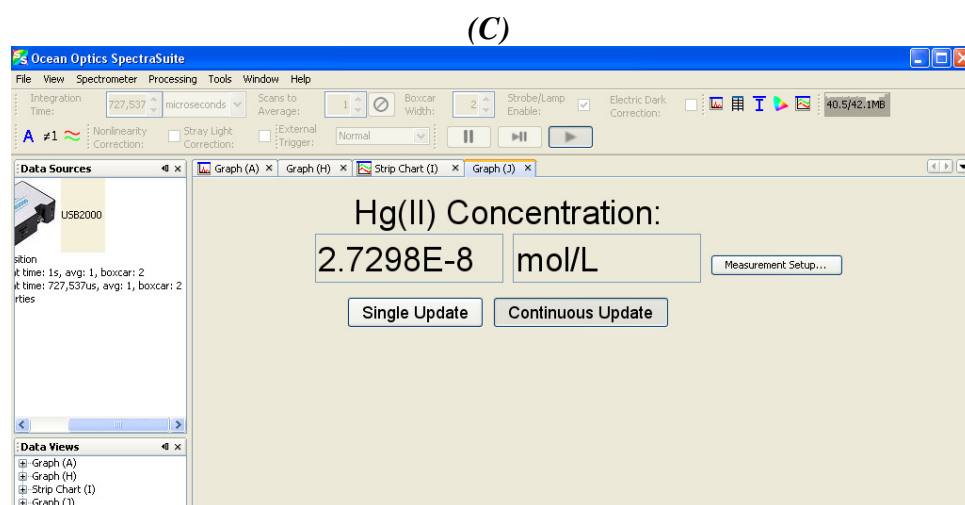 (C)
Ocean Optics SpectraSuite
File View Spectrometer Processing Tools Window Help
Integration Time: 727,537 microseconds Scans to Average: 1 Boxcar Width: 2 Strobe/Lamp Enable: Electric Dark Correction: 40.5/42.1MB
A ≠1 Nonlinearity Correction: Stray Light Correction: External Trigger: Normal
Data Sources
Graph (A) × Graph (H) × Strip Chart (I) × Graph (J) ×
USB2000
sition
t time: 1s, avg: 1, boxcar: 2
t time: 727,537us, avg: 1, boxcar: 2
rties
Hg(II) Concentration:
2.7298E-8 mol/L
Measurement Setup...
Single Update Continuous Update
Data Views
Graph (A)
Graph (H)
Strip Chart (I)
Graph (J)